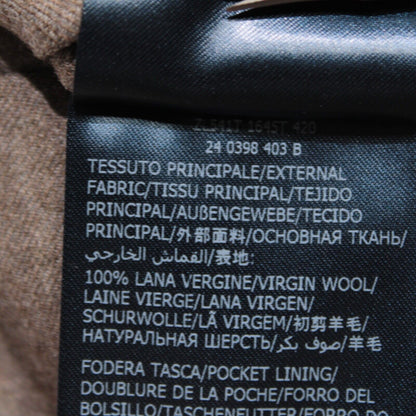 Z 541T 1645T 420
24 0398 403 B
TESSUTO PRINCIPALE/EXTERNAL
FABRIC/TISSU PRINCIPAL/TEJIDO
PRINCIPAL/AUßENGEWEBE/TECIDO
PRINCIPAL/外部面料/ОСНОВНАЯ ТКАНЬ/
القماش الخارجي/表地:
100% LANA VERGINE/VIRGIN WOOL/
LAINE VIERGE/LANA VIRGEN/
SCHURWOLLE/LÃ VIRGEM/初剪羊毛/
НАТУРАЛЬНАЯ ШЕРСТЬ/صوف بكر/羊毛
FODERA TASCA/POCKET LINING/
DOUBLURE DE LA POCHE/FORRO DEL
BOLSILLO/TASCHENFUTTER/FORRO DO